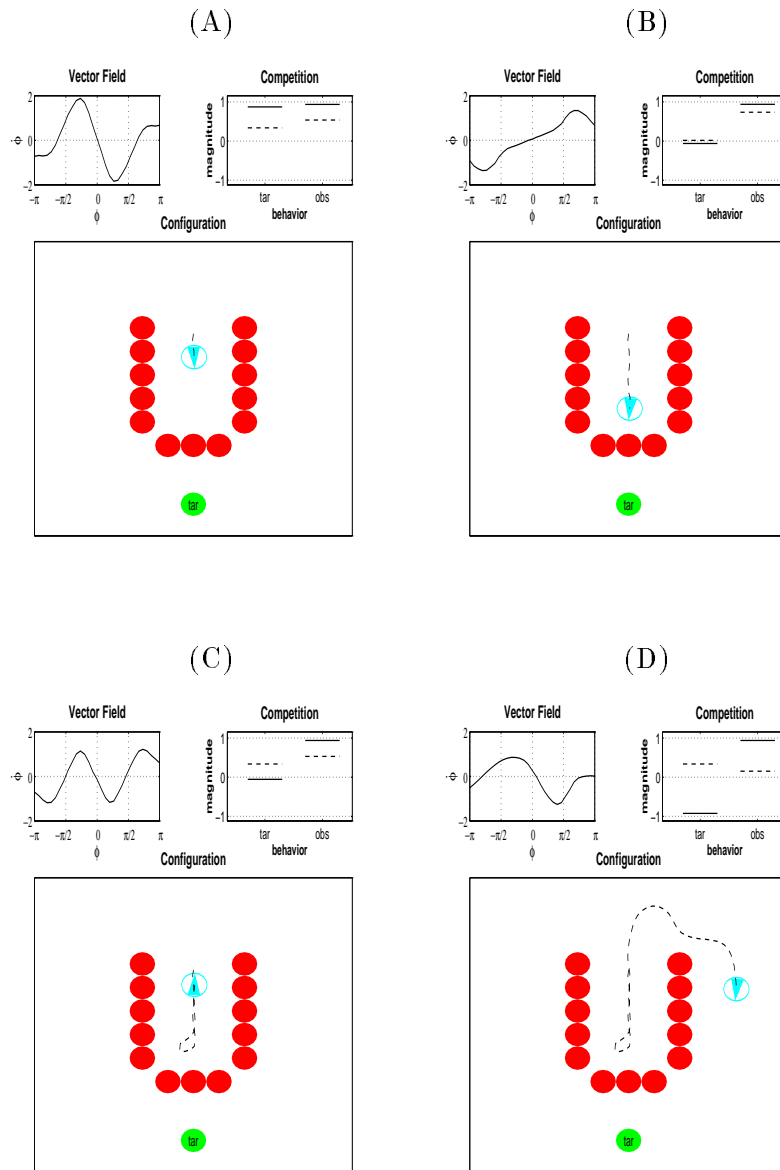 (A)
Vector Field
Competition
2
0
−2
ϕ
−π −π/2 0 π/2 π
ϕ
magnitude
1
0
−1
tar obs
behavior
Configuration
tar
(B)
Vector Field
Competition
2
0
−2
ϕ
−π −π/2 0 π/2 π
ϕ
magnitude
1
0
−1
tar obs
behavior
Configuration
tar
(C)
Vector Field
Competition
2
0
−2
ϕ
−π −π/2 0 π/2 π
ϕ
magnitude
1
0
−1
tar obs
behavior
Configuration
tar
(D)
Vector Field
Competition
2
0
−2
ϕ
−π −π/2 0 π/2 π
ϕ
magnitude
1
0
−1
tar obs
behavior
Configuration
tar